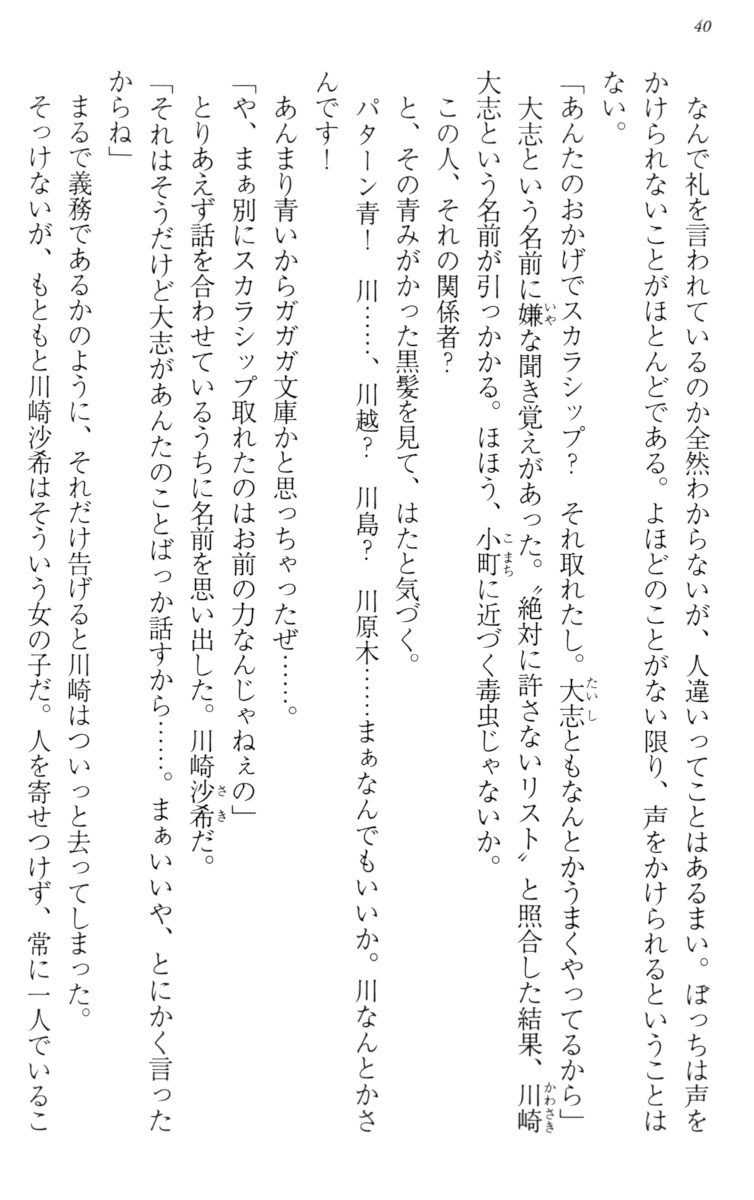 40
なんで礼を言われているのか全然わからないが、人違いってことはあるまい。ぼっちは声を
かけられないことがほとんどである。よほどのことがない限り、声をかけられるということは
ない。
「あんたのおかげでスカラシップ？　それ取れたし。大志ともなんとかうまくやってるから」
大志という名前に嫌な聞き覚えがあった。〝絶対に許さないリスト〟と照合した結果、川崎
大志という名前が引っかかる。ほほう、小町に近づく毒虫じゃないか。
この人、それの関係者？
と、その青みがかった黒髪を見て、はたと気づく。
パターン青！　川……、川越？　川島？　川原木……まぁなんでもいいか。川なんとかさ
んです！
あんまり青いからガガガ文庫かと思っちゃったぜ……。
「や、まぁ別にスカラシップ取れたのはお前の力なんじゃねぇの」
とりあえず話を合わせているうちに名前を思い出した。川崎沙希だ。
「それはそうだけど大志があんたのことばっか話すから……。まぁいいや、とにかく言った
からね」
まるで義務であるかのように、それだけ告げると川崎はついっと去ってしまった。
そっけないが、もともと川崎沙希はそういう女の子だ。人を寄せつけず、常に一人でいるこ